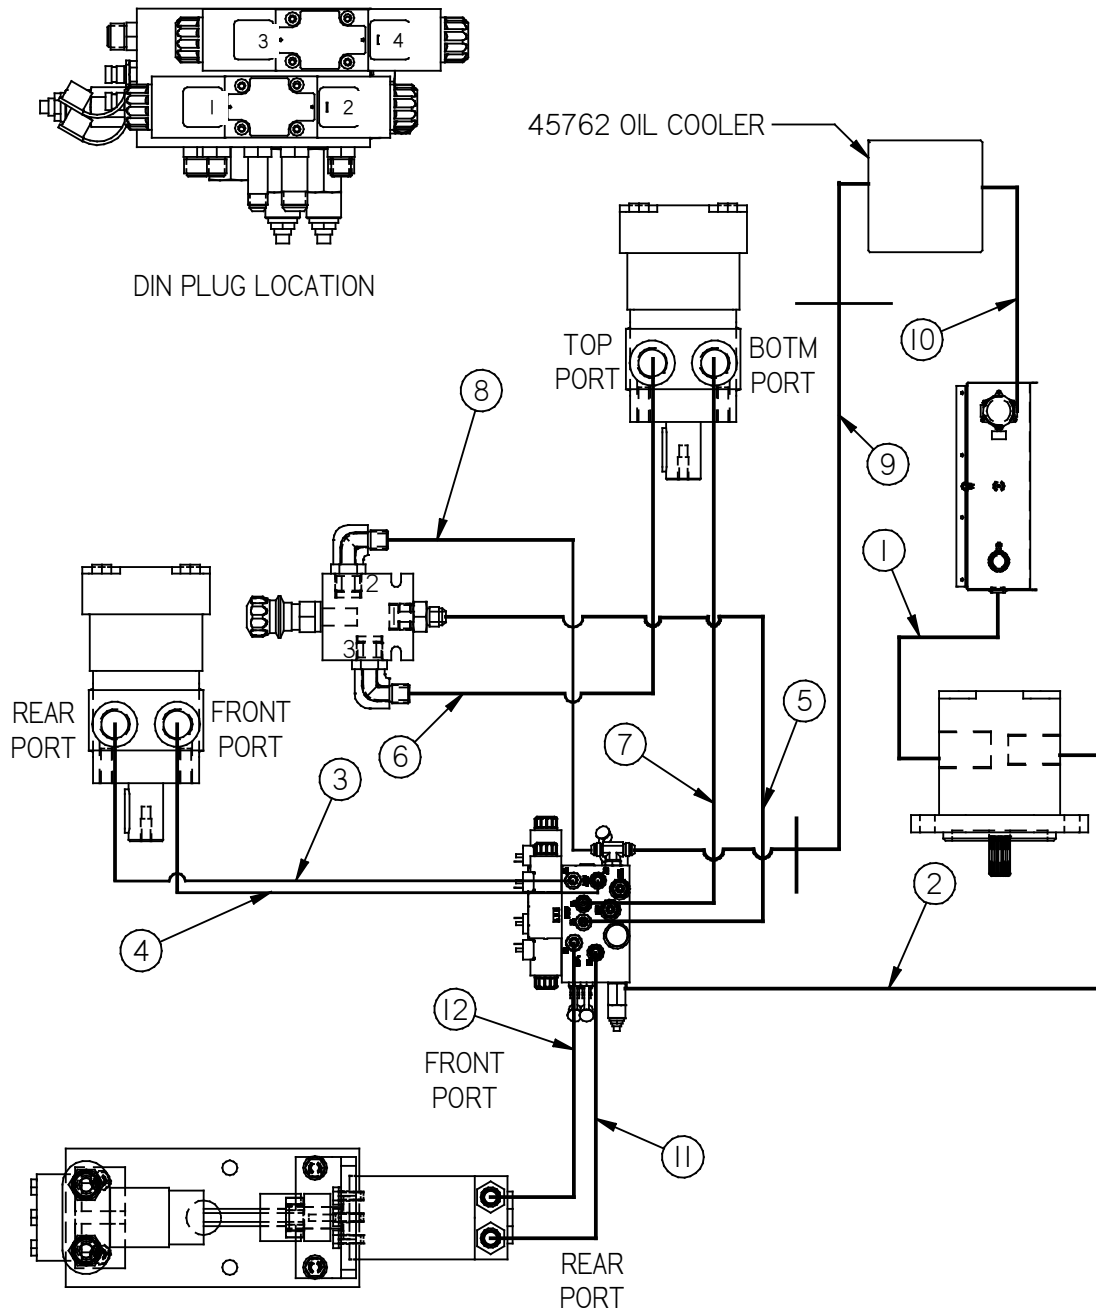 3
4
1
2
DIN PLUG LOCATION
45762 OIL COOLER
TOP
PORT
BOTM
PORT
10
8
9
1
2
3
REAR
PORT
FRONT
PORT
6
7
5
3
4
2
12
FRONT
PORT
11
REAR
PORT